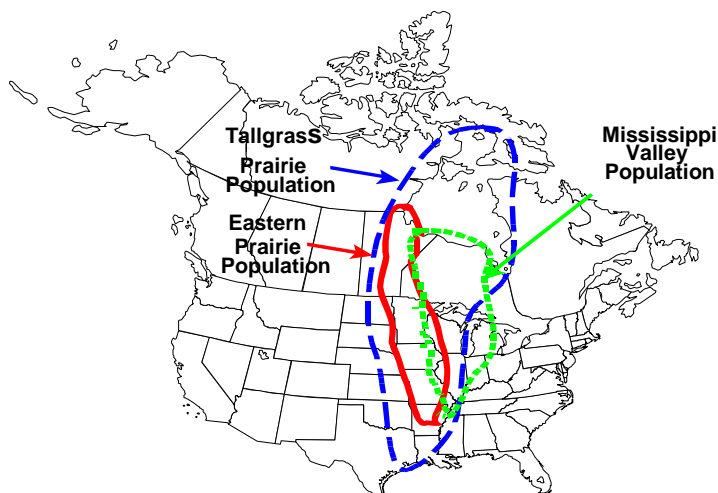 TallgrasS
Prairie
Population
Eastern
Prairie
Population
Mississippi
Valley
Population